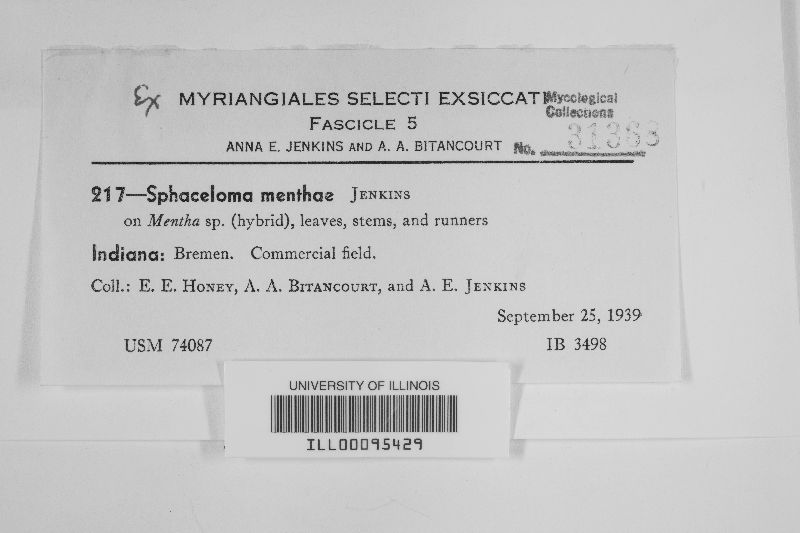 Ex MYRIANGIALES SELECTI EXSICCATI
Mycological
Collections
FASCICLE 5
ANNA E. JENKINS AND A. A. BITANCOURT
No. 31363
217—Sphaceloma menthae JENKINS
on Mentha sp. (hybrid), leaves, stems, and runners
Indiana: Bremen. Commercial field.
Coll.: E. E. HONEY, A. A. BITANCOURT, and A. E. JENKINS
September 25, 1939
USM 74087
IB 3498
UNIVERSITY OF ILLINOIS
ILL00095429